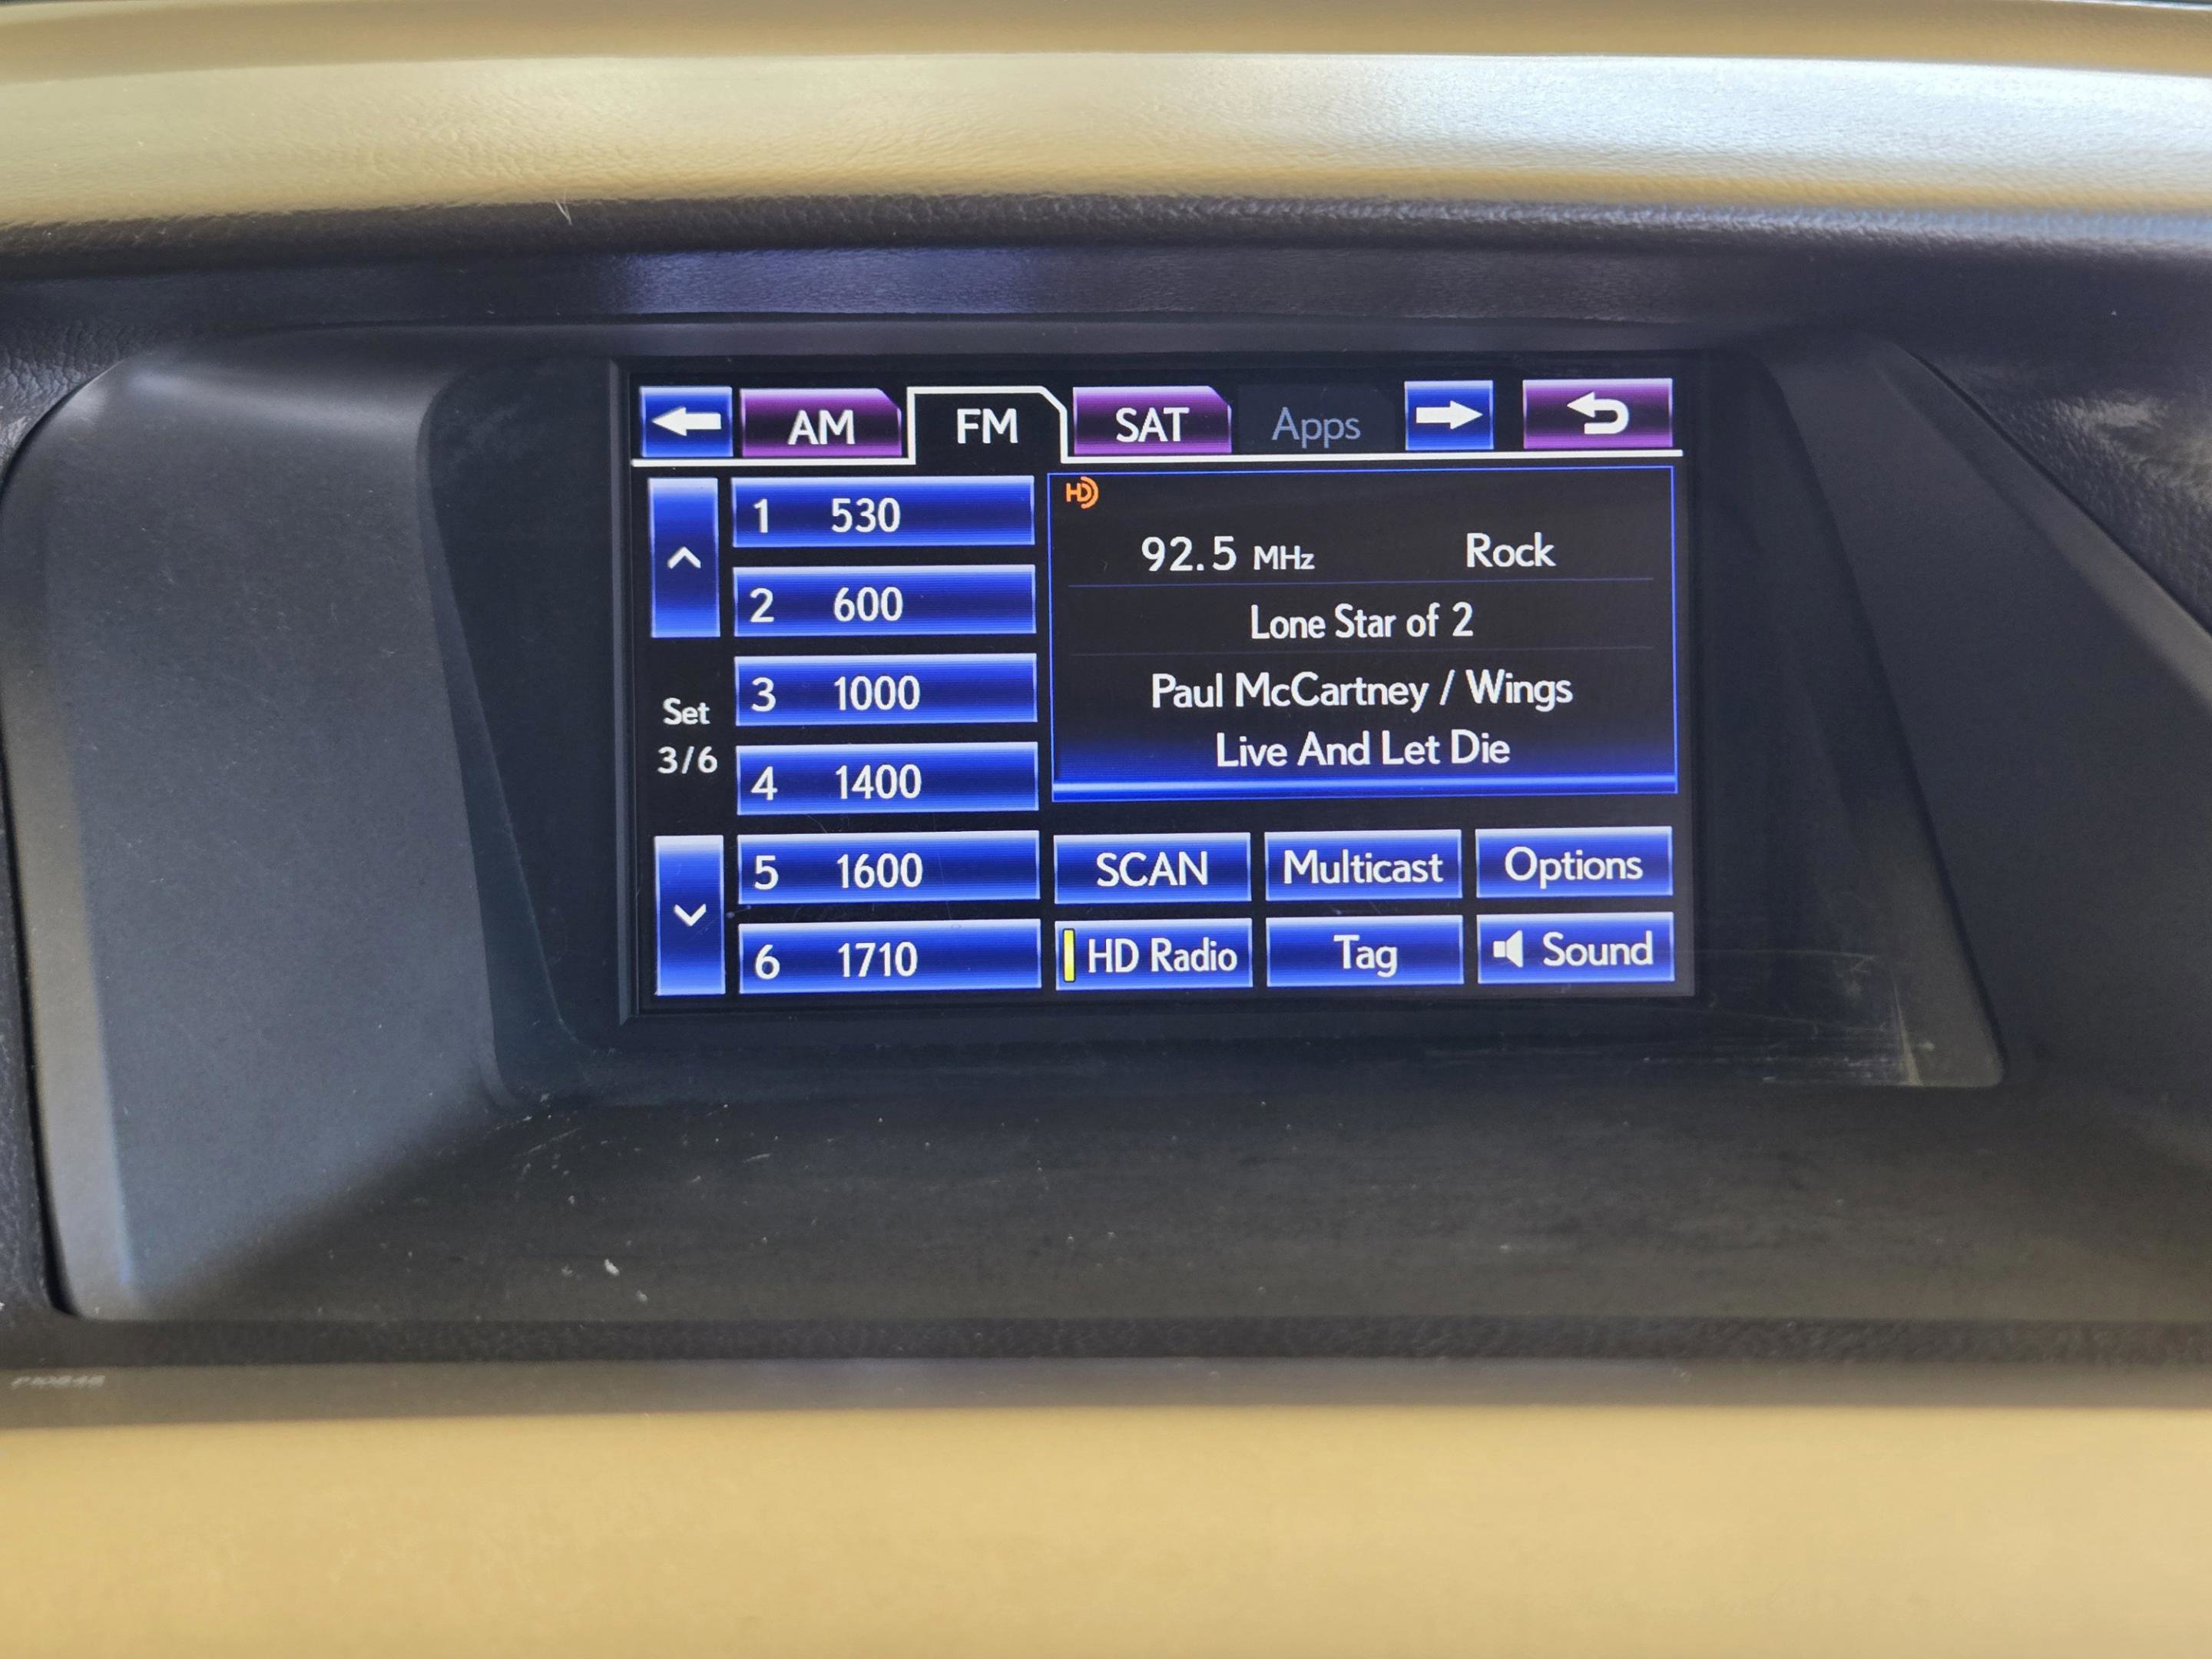 AM FM SAT Apps
HD
1 530
2 600
3 1000
4 1400
5 1600
6 1710
Set
3/6
92.5 MHz Rock
Lone Star of 2
Paul McCartney / Wings
Live And Let Die
SCAN Multicast Options
HD Radio Tag Sound